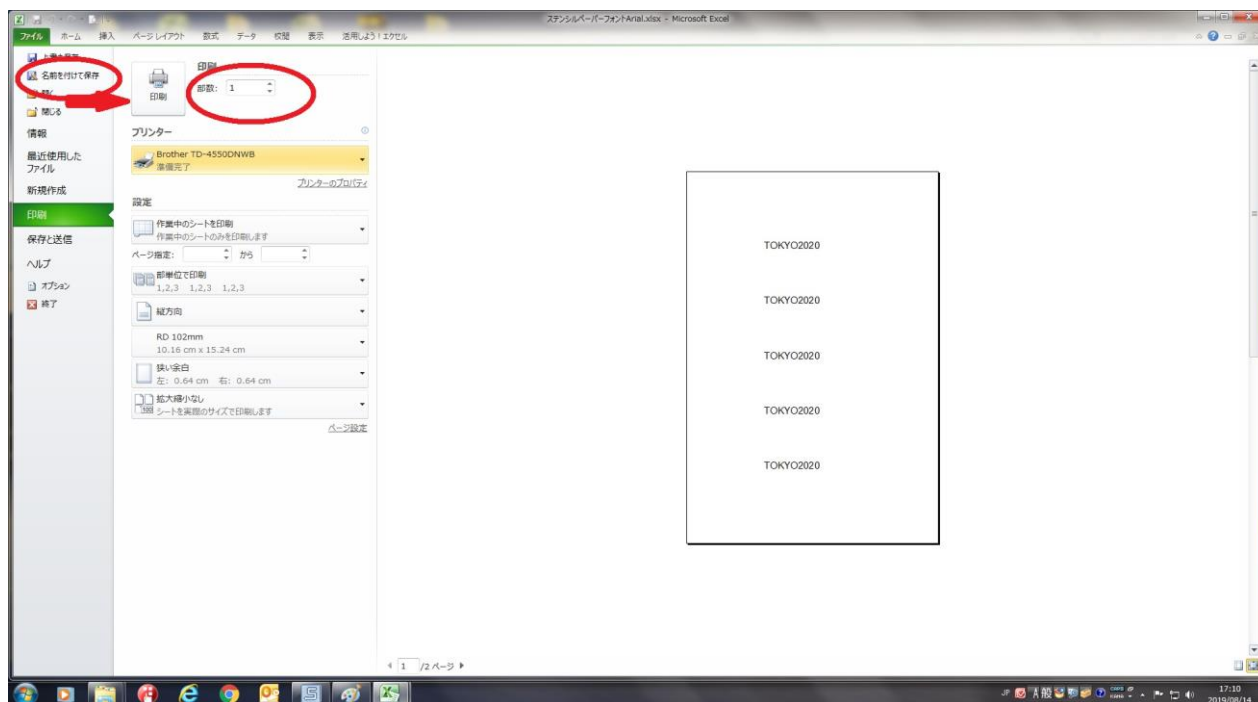 ステンシルペーパーフォントArial.xlsx - Microsoft Excel
ファイル ホーム 挿入 ページ レイアウト 数式 データ 校閲 表示 活用しよう!エクセル
名前を付けて保存
閉じる
情報
最近使用した
ファイル
新規作成
印刷
保存と送信
ヘルプ
オプション
終了
印刷
印刷
部数: 1
プリンター
Brother TD-4550DNWB
準備完了
プリンターのプロパティ
設定
作業中のシートを印刷
作業中のシートのみを印刷します
ページ指定: から
部単位で印刷
1,2,3 1,2,3 1,2,3
縦方向
RD 102mm
10.16 cm x 15.24 cm
狭い余白
左: 0.64 cm 右: 0.64 cm
拡大縮小なし
シートを実際のサイズで印刷します
ページ設定
TOKYO2020
TOKYO2020
TOKYO2020
TOKYO2020
TOKYO2020
1 /2 ページ
JP A 般
17:10
2019/08/14